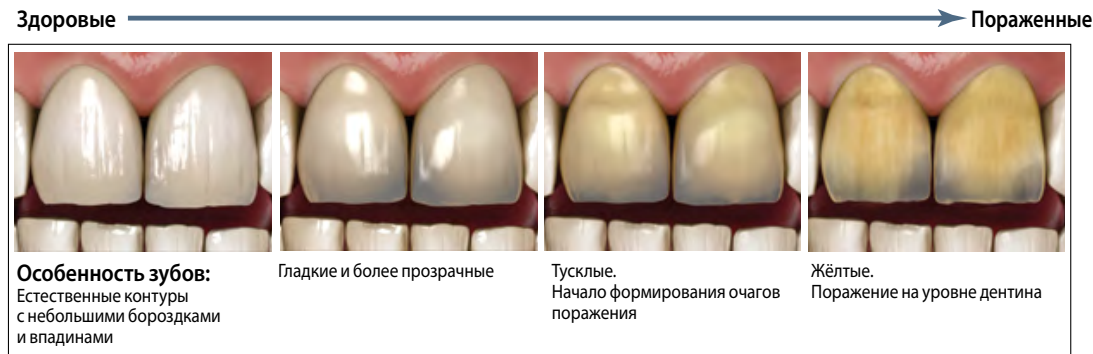 Здоровые
Пораженные
Особенность зубов:
Естественные контуры
с небольшими бороздками
и впадинами
Гладкие и более прозрачные
Тусклые.
Начало формирования очагов
поражения
Жёлтые.
Поражение на уровне дентина